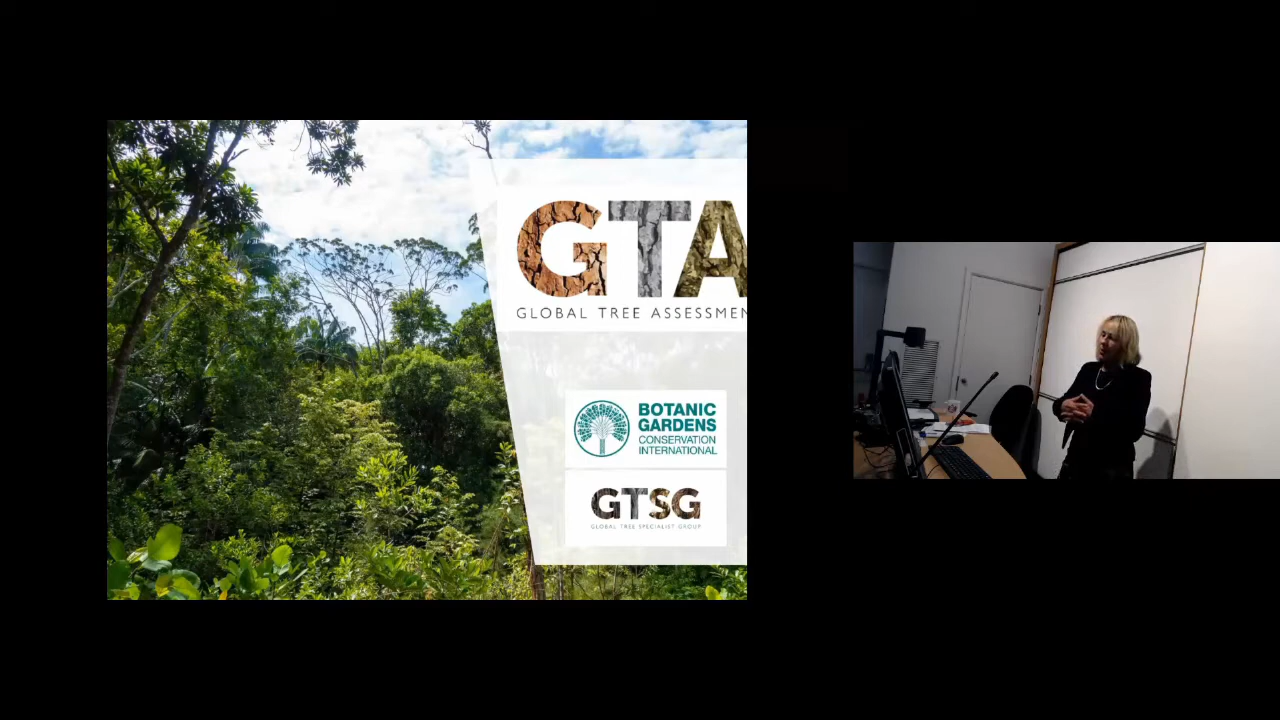 GTA
GLOBAL TREE ASSESSMEN
BOTANIC
GARDENS
CONSERVATION
INTERNATIONAL
GTSG
GLOBAL TREE SPECIALIST GROUP